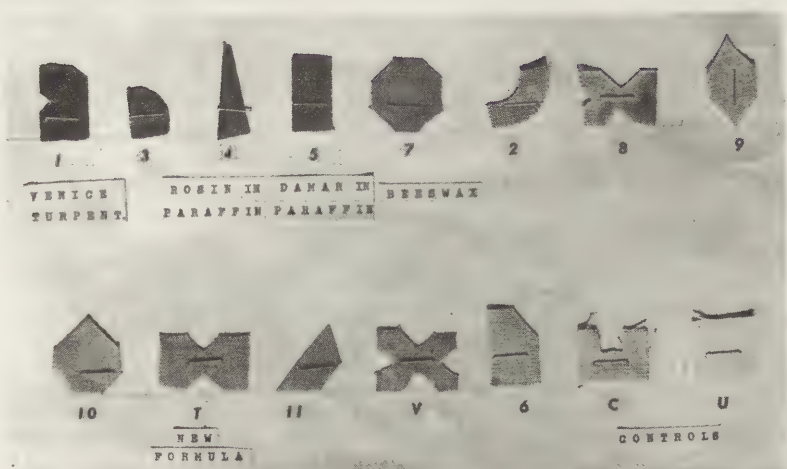 1 3 4 5 7 2 8 9
VENICE ROSIN IN DAMAR IN BEESWAX
TURPENT. PARAFFIN PARAFFIN
10 T 11 V 6 C U
NEW CONTROLS
FORMULA